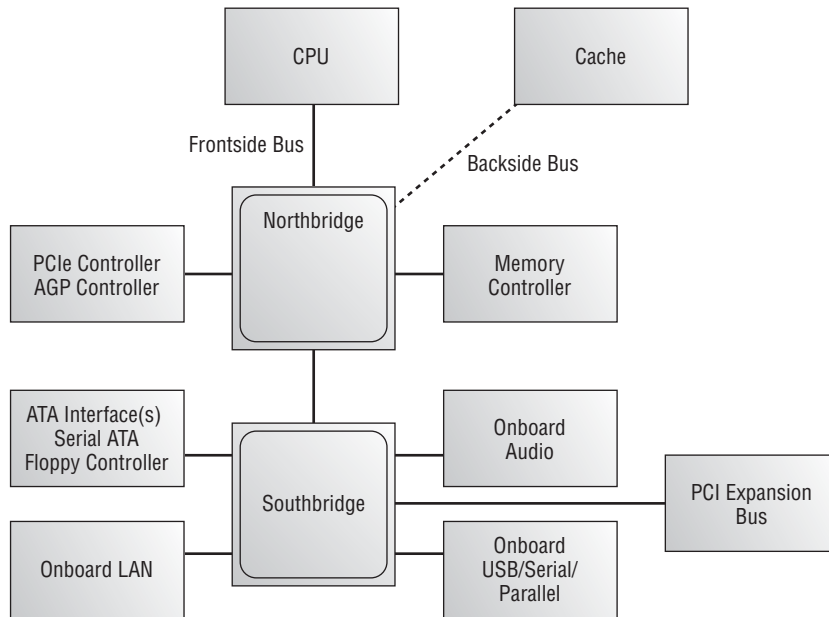 CPU
Cache
Frontside Bus
Backside Bus
Northbridge
PCIe Controller
AGP Controller
Memory
Controller
ATA Interface(s)
Serial ATA
Floppy Controller
Onboard
Audio
Southbridge
PCI Expansion
Bus
Onboard LAN
Onboard
USB/Serial/
Parallel